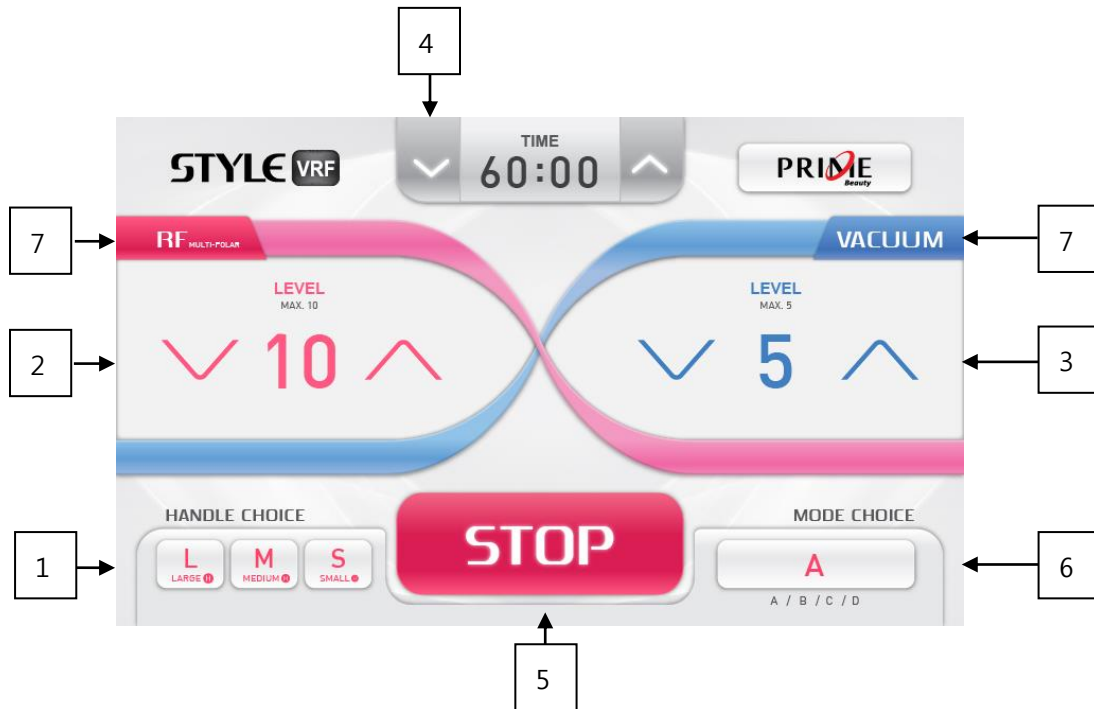 4
STYLE VRF
TIME
60:00
PRIME
Beauty
7
RF MULTI-POLAR
VACUUM
7
LEVEL
MAX. 10
LEVEL
MAX. 5
2
10
5
3
HANDLE CHOICE
STOP
MODE CHOICE
1
L
LARGE H
M
MEDIUM H
S
SMALL
A
6
A / B / C / D
5